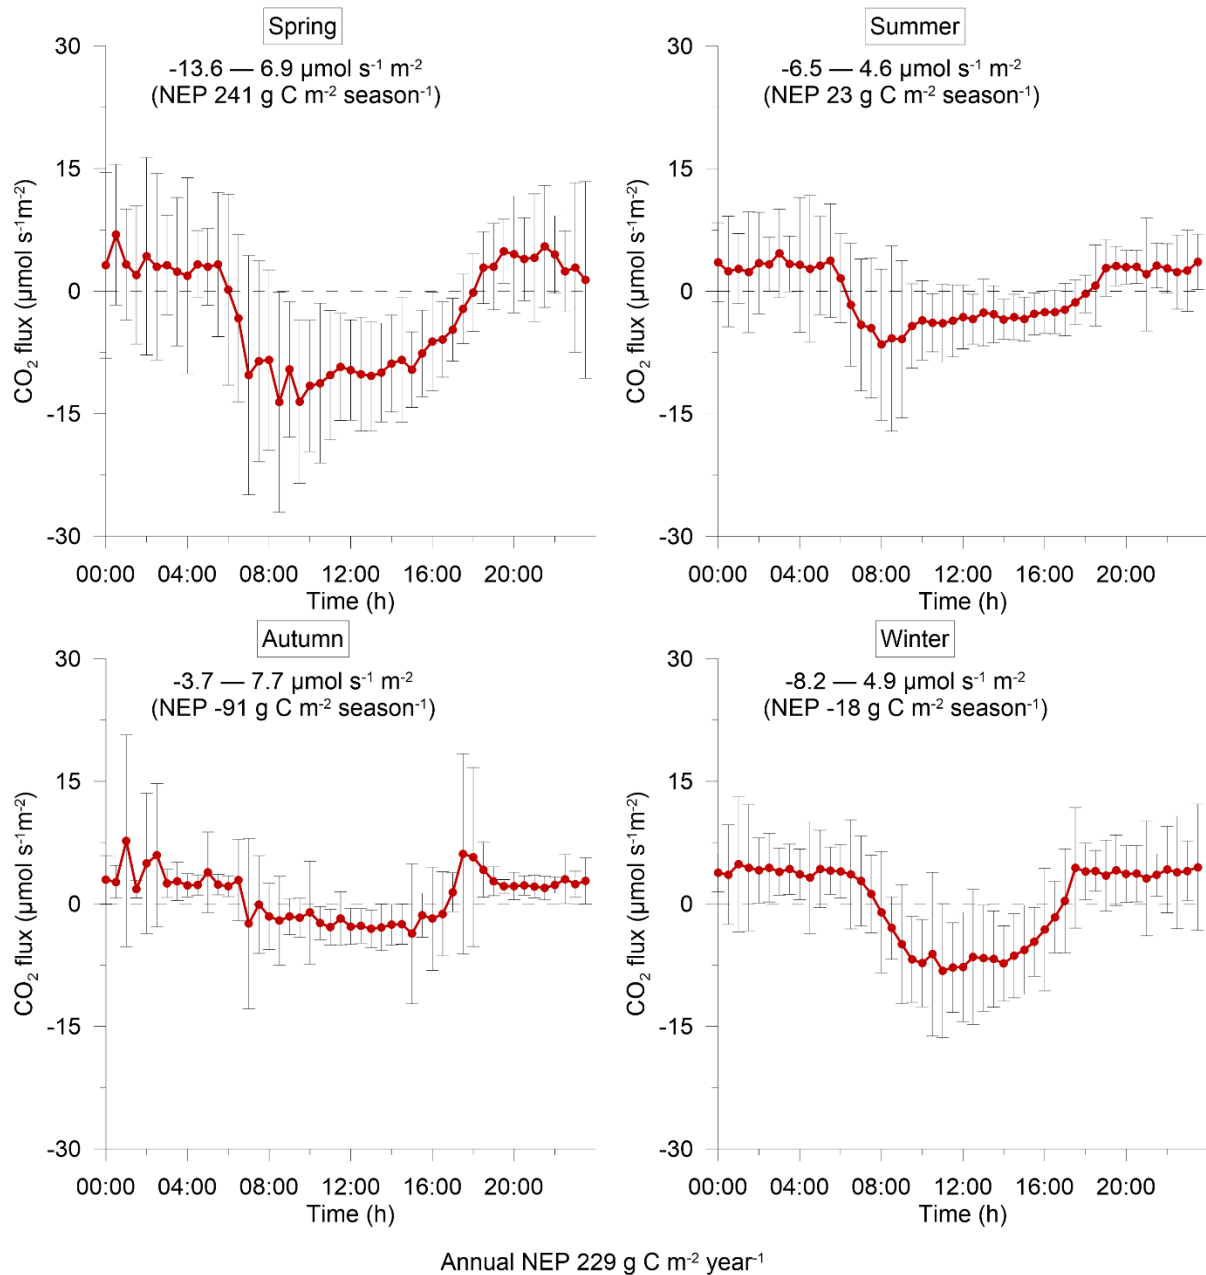 Spring
-13.6 — 6.9 µmol s⁻¹ m⁻²
(NEP 241 g C m⁻² season⁻¹)
30
15
0
-15
-30
CO₂ flux (µmol s⁻¹m⁻²)
00:00 04:00 08:00 12:00 16:00 20:00
Time (h)
Summer
-6.5 — 4.6 µmol s⁻¹ m⁻²
(NEP 23 g C m⁻² season⁻¹)
30
15
0
-15
-30
CO₂ flux (µmol s⁻¹m⁻²)
00:00 04:00 08:00 12:00 16:00 20:00
Time (h)
Autumn
-3.7 — 7.7 µmol s⁻¹ m⁻²
(NEP -91 g C m⁻² season⁻¹)
30
15
0
-15
-30
CO₂ flux (µmol s⁻¹m⁻²)
00:00 04:00 08:00 12:00 16:00 20:00
Time (h)
Winter
-8.2 — 4.9 µmol s⁻¹ m⁻²
(NEP -18 g C m⁻² season⁻¹)
30
15
0
-15
-30
CO₂ flux (µmol s⁻¹m⁻²)
00:00 04:00 08:00 12:00 16:00 20:00
Time (h)
Annual NEP 229 g C m⁻² year⁻¹